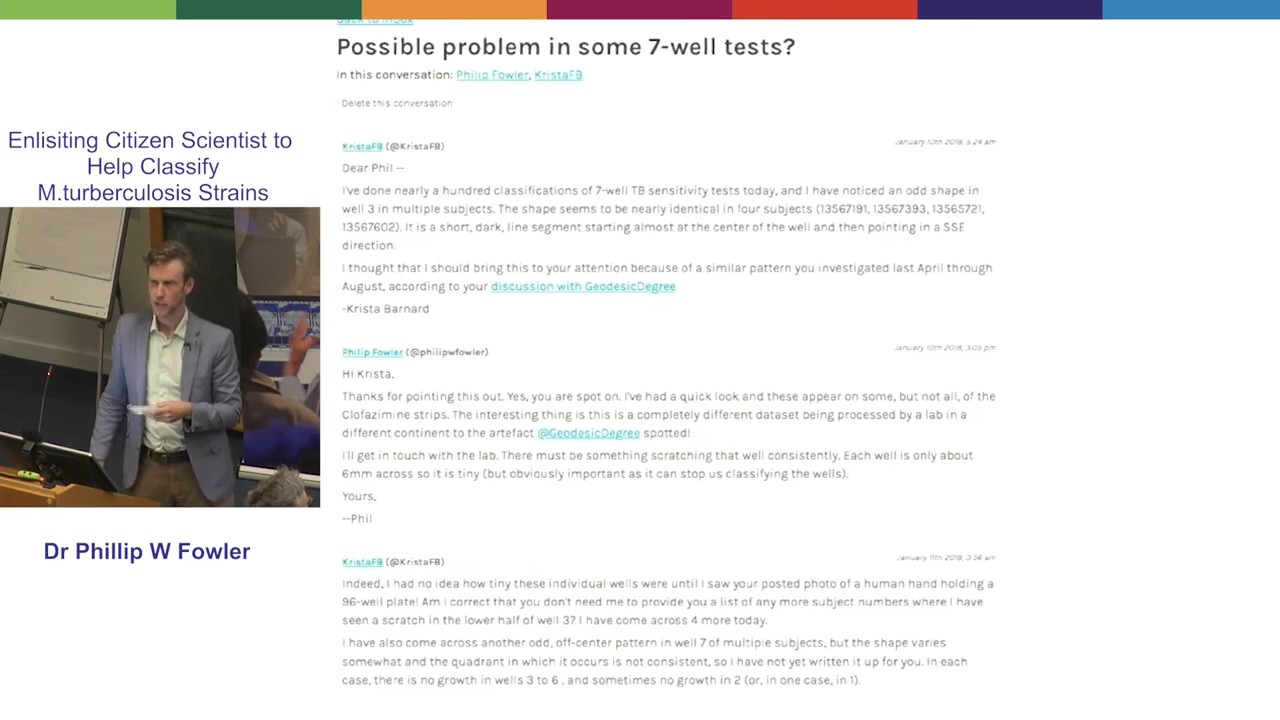 Back to Inbox
Possible problem in some 7-well tests?
In this conversation: Philip Fowler, KristaFB
Delete this conversation
Enlisiting Citizen Scientist to
Help Classify
M.turberculosis Strains
KristaFB (@KristaFB)
January 10th 2018, 5:24 am
Dear Phil --
I've done nearly a hundred classifications of 7-well TB sensitivity tests today, and I have noticed an odd shape in
well 3 in multiple subjects. The shape seems to be nearly identical in four subjects (13567191, 13567393, 13565721,
13567602). It is a short, dark, line segment starting almost at the center of the well and then pointing in a SSE
direction.
I thought that I should bring this to your attention because of a similar pattern you investigated last April through
August, according to your discussion with GeodesicDegree
-Krista Barnard
Philip Fowler (@philipwfowler)
January 10th 2018, 3:05 pm
Hi Krista,
Thanks for pointing this out. Yes, you are spot on. I've had a quick look and these appear on some, but not all, of the
Clofazimine strips. The interesting thing is this is a completely different dataset being processed by a lab in a
different continent to the artefact @GeodesicDegree spotted!
I'll get in touch with the lab. There must be something scratching that well consistently. Each well is only about
6mm across so it is tiny (but obviously important as it can stop us classifying the wells).
Yours,
--Phil
Dr Phillip W Fowler
KristaFB (@KristaFB)
January 11th 2018, 3:56 am
Indeed, I had no idea how tiny these individual wells were until I saw your posted photo of a human hand holding a
96-well plate! Am I correct that you don't need me to provide you a list of any more subject numbers where I have
seen a scratch in the lower half of well 3? I have come across 4 more today.
I have also come across another odd, off-center pattern in well 7 of multiple subjects, but the shape varies
somewhat and the quadrant in which it occurs is not consistent, so I have not yet written it up for you. In each
case, there is no growth in wells 3 to 6 , and sometimes no growth in 2 (or, in one case, in 1).